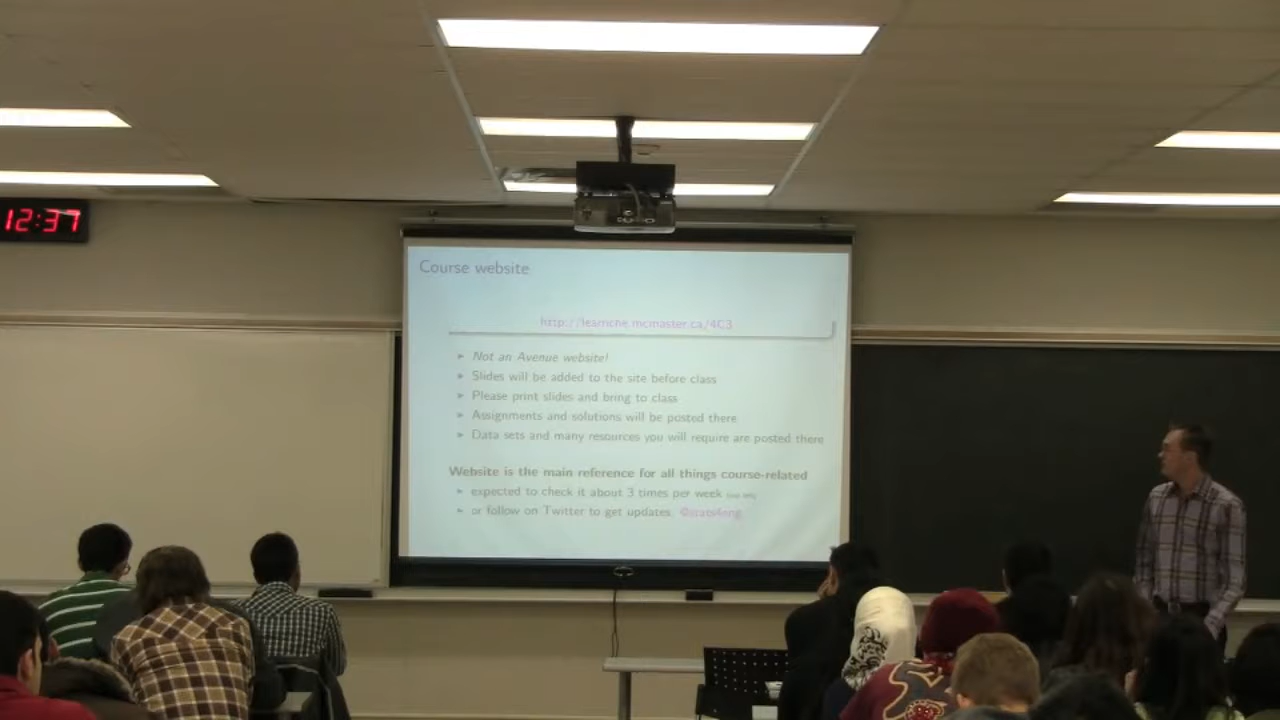 12:37
Course website
http://learnche.mcmaster.ca/4C3
► Not an Avenue website!
► Slides will be added to the site before class
► Please print slides and bring to class
► Assignments and solutions will be posted there
► Data sets and many resources you will require are posted there
Website is the main reference for all things course-related
► expected to check it about 3 times per week
► or follow on Twitter to get updates: @stats4eng